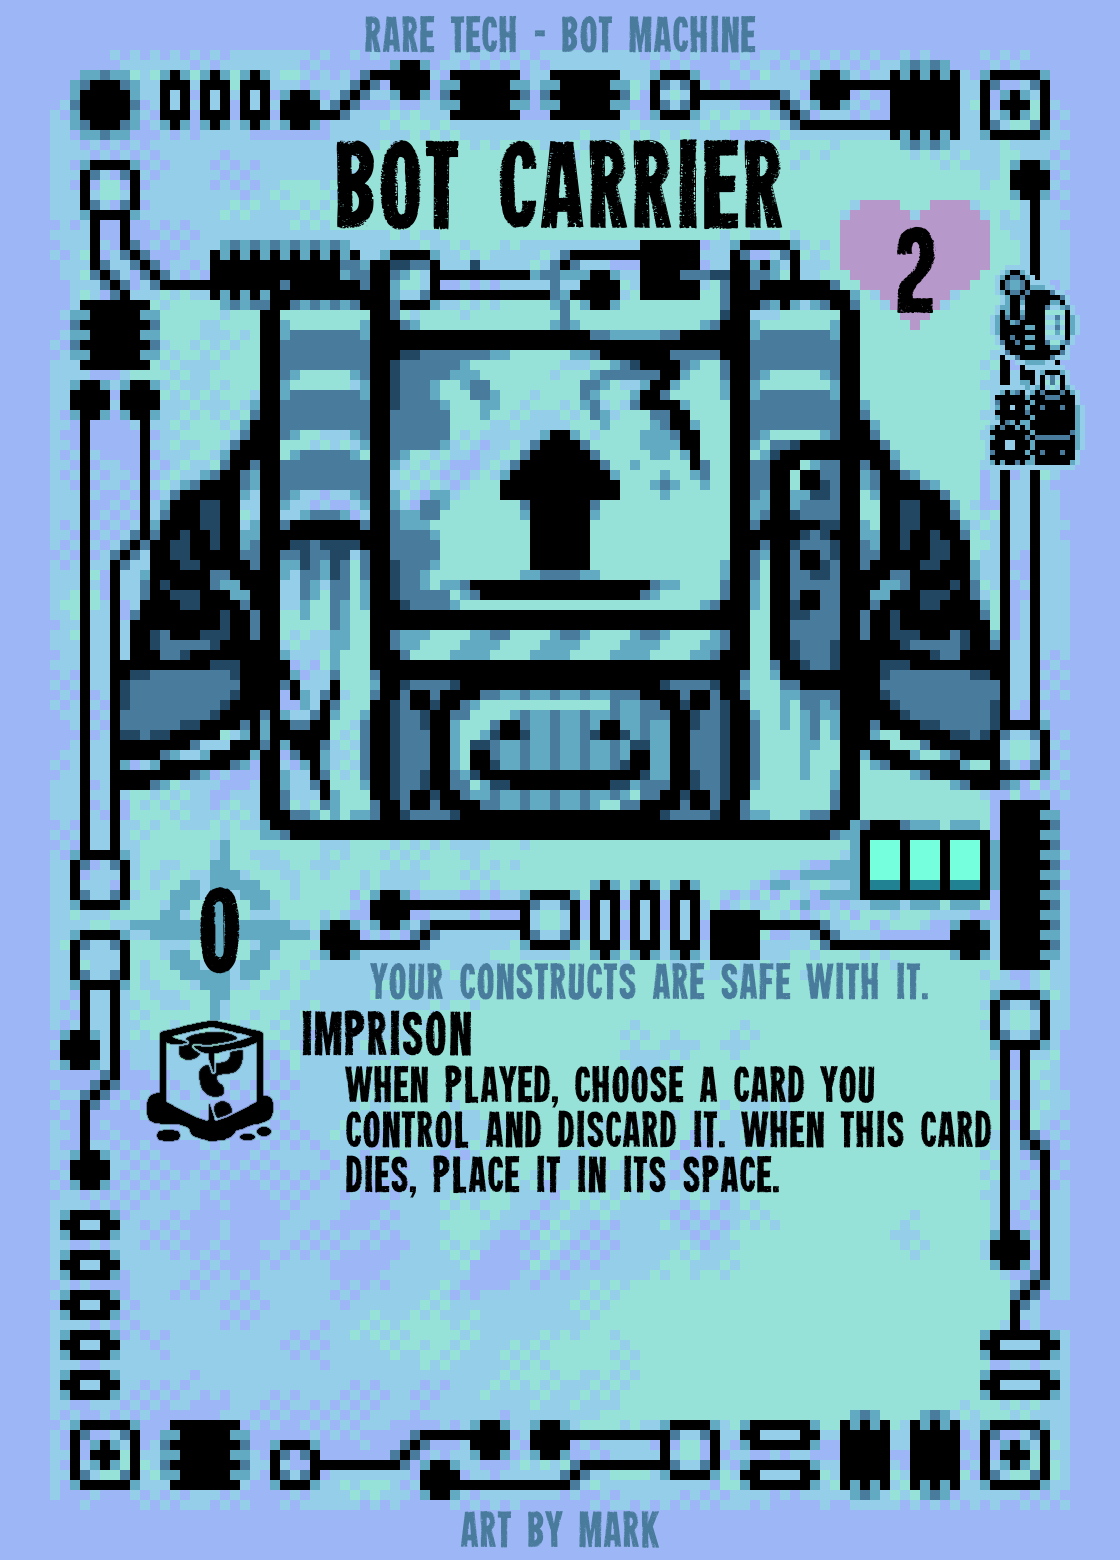 RARE TECH - BOT MACHINE
BOT CARRIER
2
0
YOUR CONSTRUCTS ARE SAFE WITH IT.
IMPRISON
WHEN PLAYED, CHOOSE A CARD YOU
CONTROL AND DISCARD IT. WHEN THIS CARD
DIES, PLACE IT IN ITS SPACE.
ART BY MARK